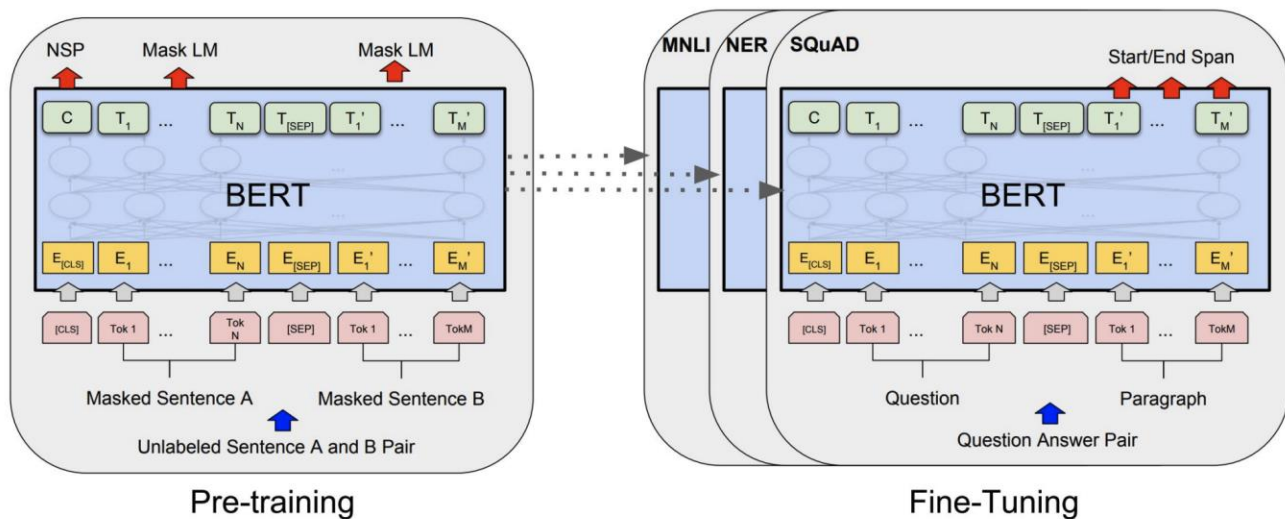 NSP Mask LM Mask LM
C T1 ... TN T[SEP] T1' ... TM'
...
BERT
...
E[CLS] E1 ... EN E[SEP] E1' ... EM'
[CLS] Tok 1 ... Tok N [SEP] Tok 1 ... TokM
Masked Sentence A Masked Sentence B
Unlabeled Sentence A and B Pair
Pre-training
MNLI NER SQuAD
Start/End Span
C T1 ... TN T[SEP] T1' ... TM'
...
BERT
...
E[CLS] E1 ... EN E[SEP] E1' ... EM'
[CLS] Tok 1 ... Tok N [SEP] Tok 1 ... TokM
Question Paragraph
Question Answer Pair
Fine-Tuning